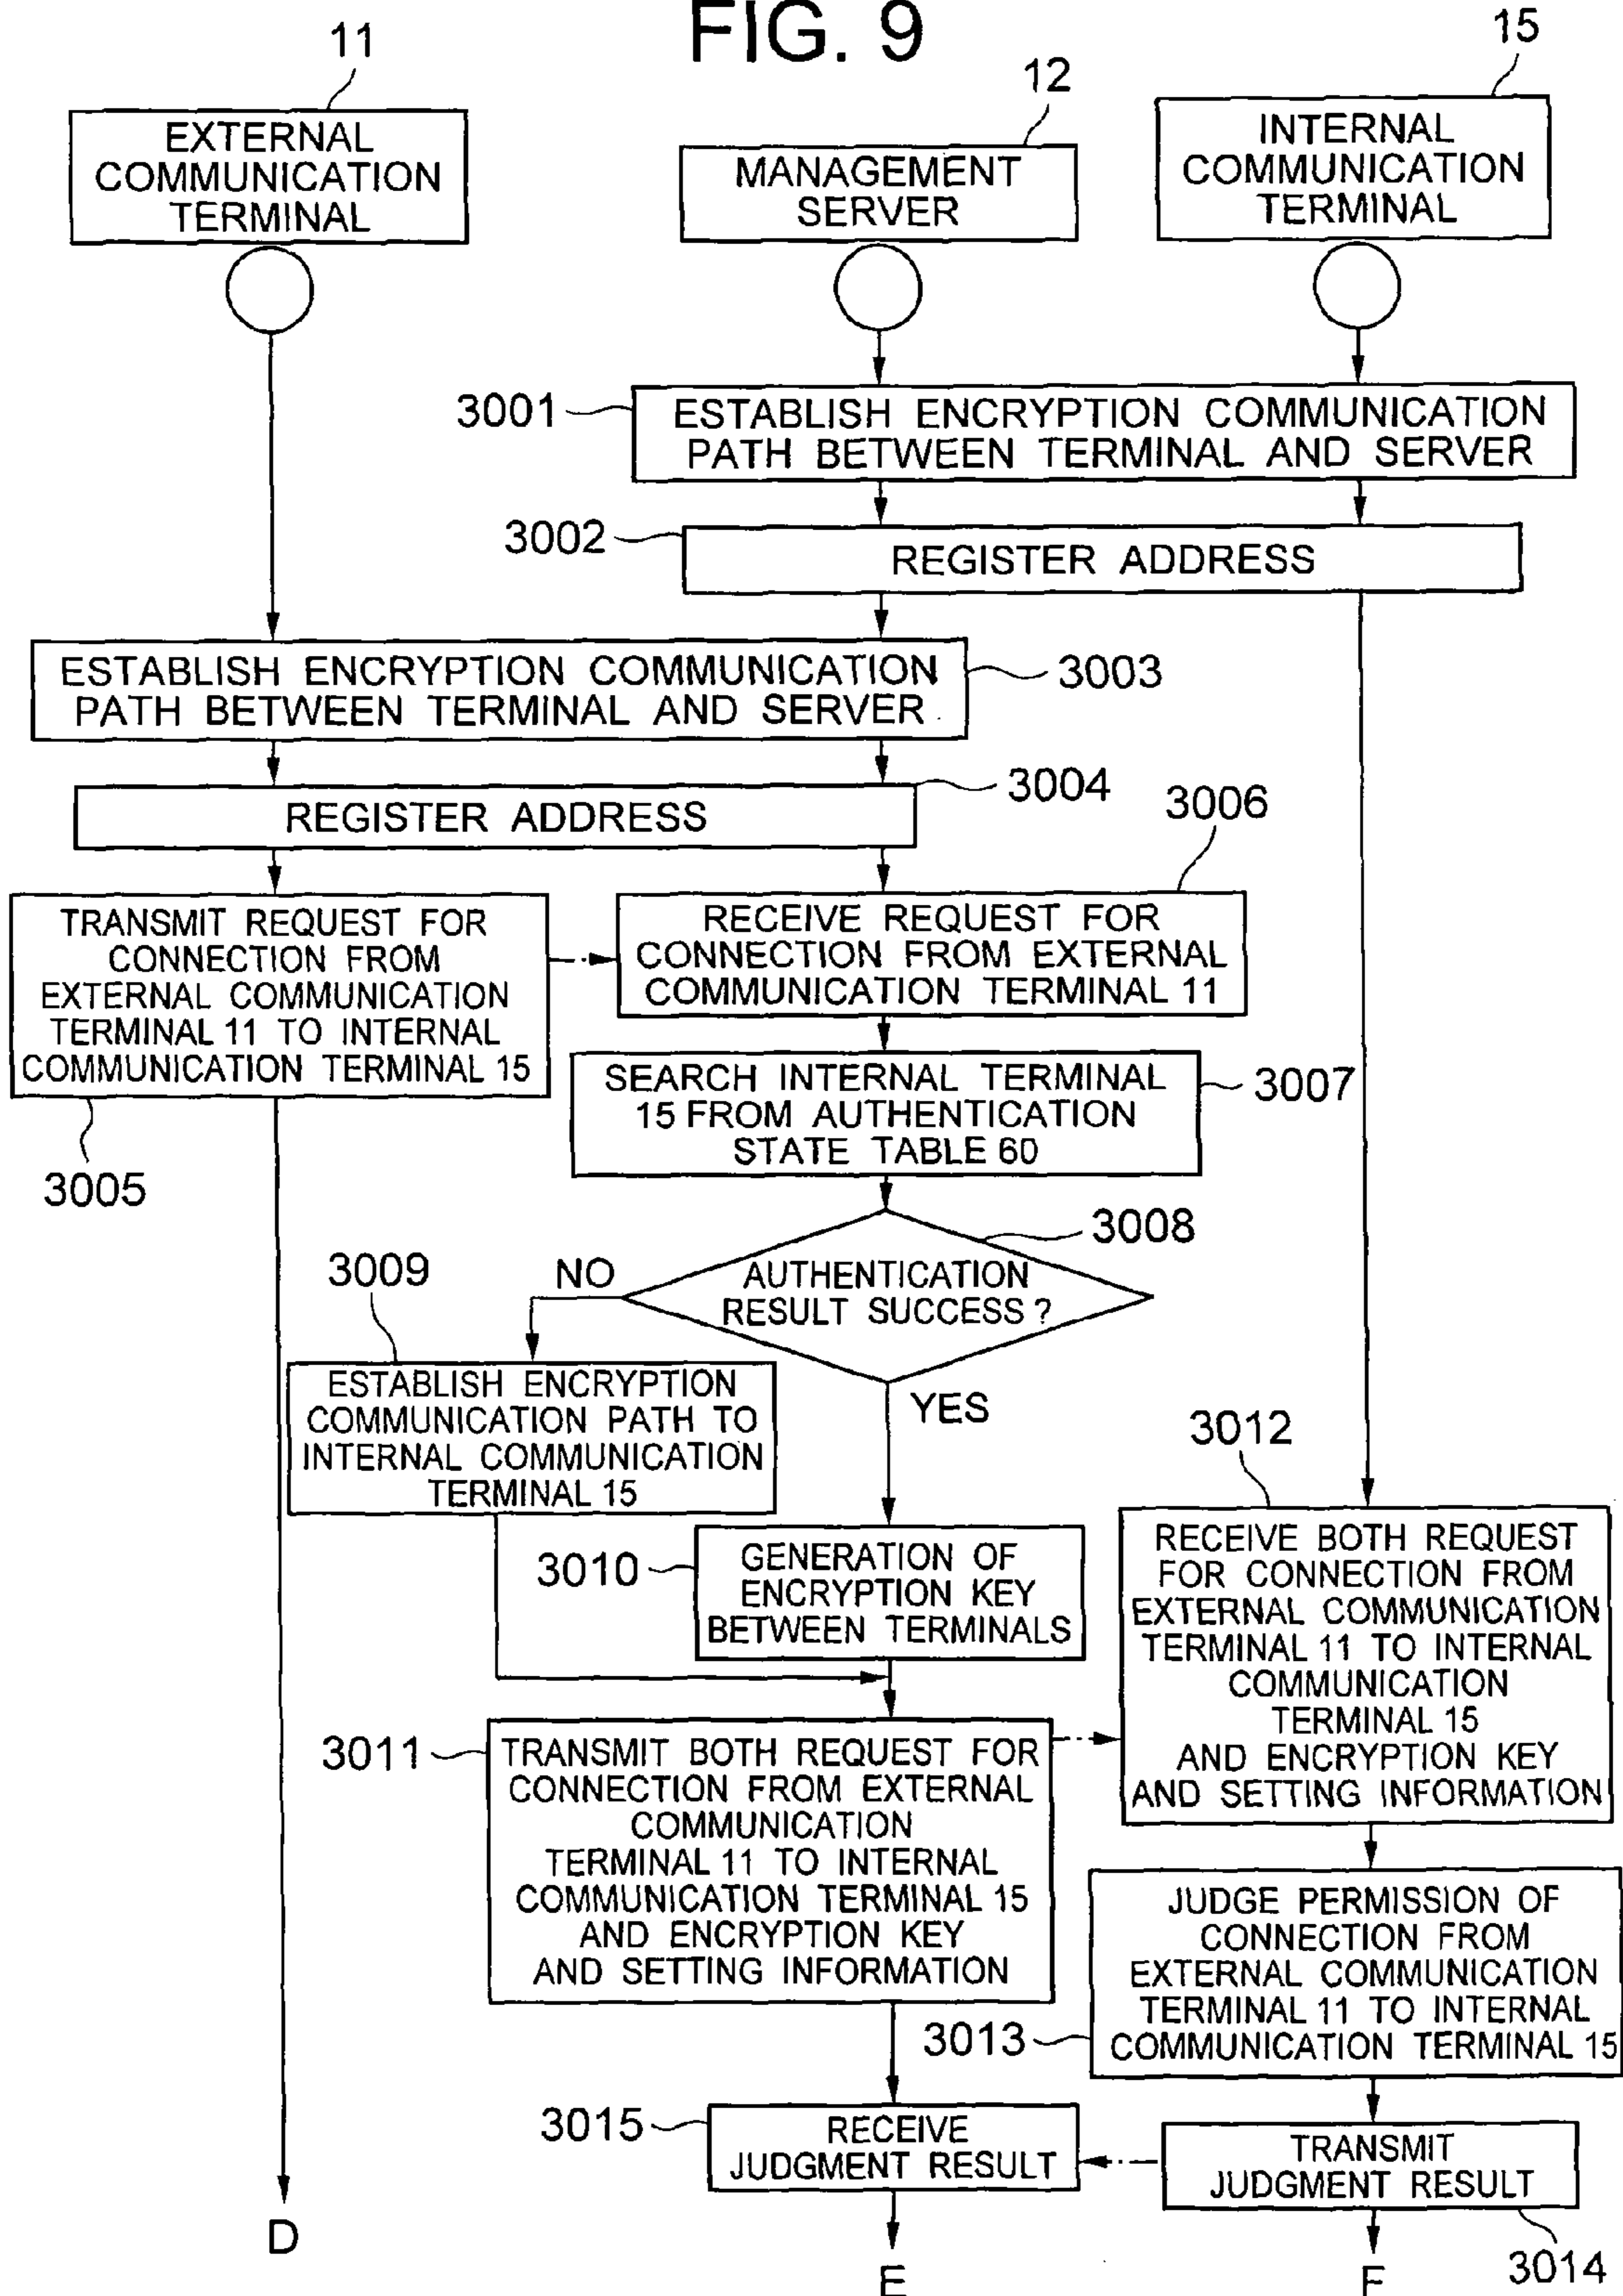 FIG. 9
11
12
15
EXTERNAL
COMMUNICATION
TERMINAL
MANAGEMENT
SERVER
INTERNAL
COMMUNICATION
TERMINAL
3001
ESTABLISH ENCRYPTION COMMUNICATION
PATH BETWEEN TERMINAL AND SERVER
3002
REGISTER ADDRESS
ESTABLISH ENCRYPTION COMMUNICATION
PATH BETWEEN TERMINAL AND SERVER
3003
REGISTER ADDRESS
3004
3006
TRANSMIT REQUEST FOR
CONNECTION FROM
EXTERNAL COMMUNICATION
TERMINAL 11 TO INTERNAL
COMMUNICATION TERMINAL 15
3005
RECEIVE REQUEST FOR
CONNECTION FROM EXTERNAL
COMMUNICATION TERMINAL 11
SEARCH INTERNAL TERMINAL
15 FROM AUTHENTICATION
STATE TABLE 60
3007
3008
AUTHENTICATION
RESULT SUCCESS ?
NO
YES
3009
ESTABLISH ENCRYPTION
COMMUNICATION PATH TO
INTERNAL COMMUNICATION
TERMINAL 15
3010
GENERATION OF
ENCRYPTION KEY
BETWEEN TERMINALS
3012
RECEIVE BOTH REQUEST
FOR CONNECTION FROM
EXTERNAL COMMUNICATION
TERMINAL 11 TO INTERNAL
COMMUNICATION
TERMINAL 15
AND ENCRYPTION KEY
AND SETTING INFORMATION
3011
TRANSMIT BOTH REQUEST FOR
CONNECTION FROM EXTERNAL
COMMUNICATION
TERMINAL 11 TO INTERNAL
COMMUNICATION TERMINAL 15
AND ENCRYPTION KEY
AND SETTING INFORMATION
JUDGE PERMISSION OF
CONNECTION FROM
EXTERNAL COMMUNICATION
TERMINAL 11 TO INTERNAL
COMMUNICATION TERMINAL 15
3013
3015
RECEIVE
JUDGMENT RESULT
TRANSMIT
JUDGMENT RESULT
3014
D
E
F